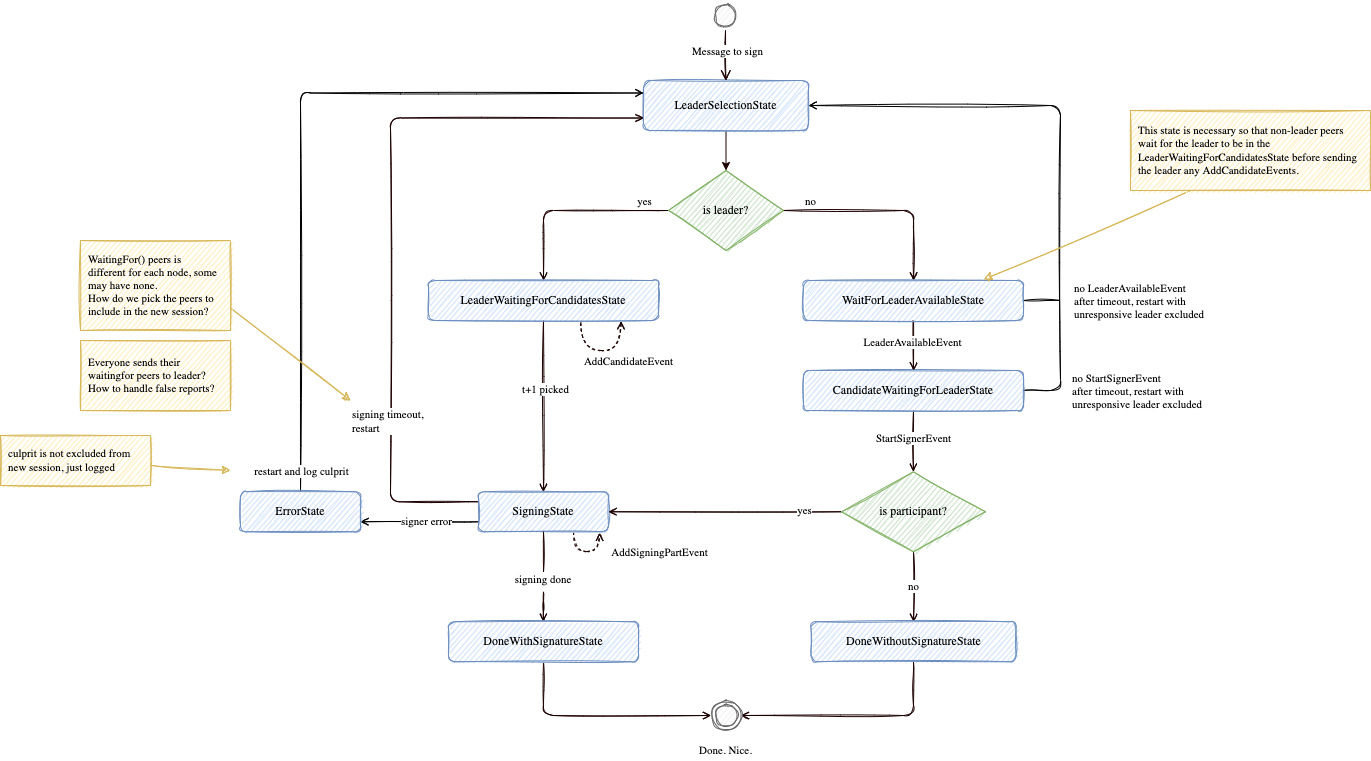 Message to sign
LeaderSelectionState
This state is necessary so that non-leader peers
wait for the leader to be in the
LeaderWaitingForCandidatesState before sending
the leader any AddCandidateEvents.
yes
is leader?
no
WaitingFor() peers is
different for each node, some
may have none.
How do we pick the peers to
include in the new session?
LeaderWaitingForCandidatesState
WaitForLeaderAvailableState
no LeaderAvailableEvent
after timeout, restart with
unresponsive leader excluded
AddCandidateEvent
LeaderAvailableEvent
Everyone sends their
waitingfor peers to leader?
How to handle false reports?
t+1 picked
CandidateWaitingForLeaderState
no StartSignerEvent
after timeout, restart with
unresponsive leader excluded
signing timeout,
restart
StartSignerEvent
culprit is not excluded from
new session, just logged
restart and log culprit
ErrorState
signer error
SigningState
yes
is participant?
AddSigningPartEvent
signing done
no
DoneWithSignatureState
DoneWithoutSignatureState
Done. Nice.